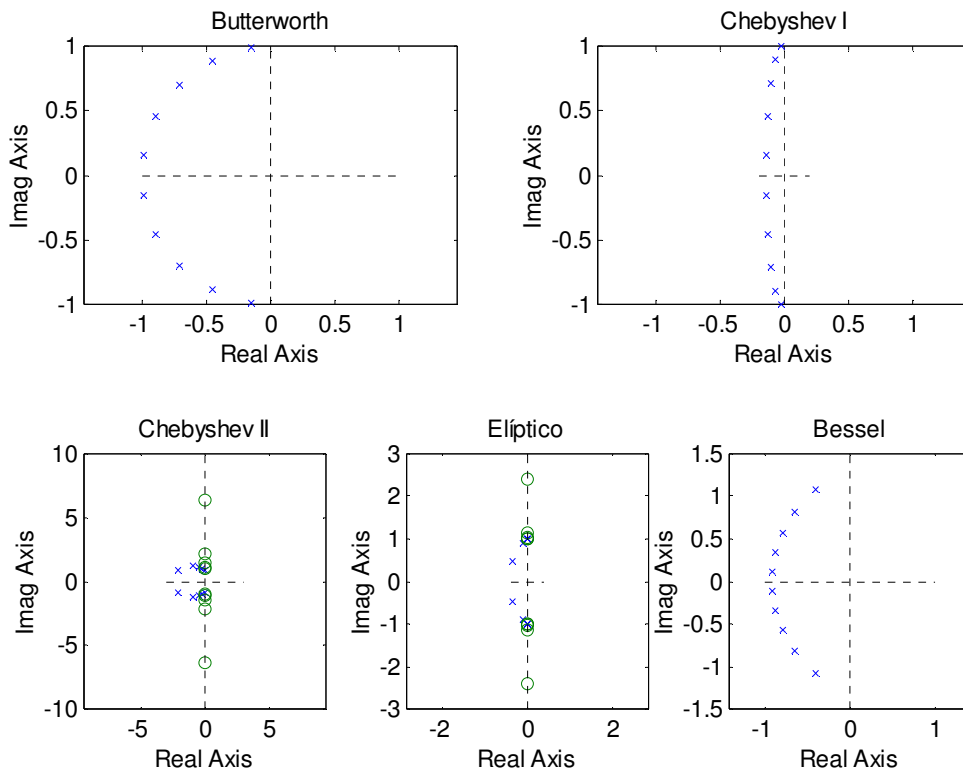 Butterworth
1
0.5
0
-0.5
-1
Imag Axis
-1 -0.5 0 0.5 1
Real Axis
Chebyshev I
1
0.5
0
-0.5
-1
Imag Axis
-1 -0.5 0 0.5 1
Real Axis
Chebyshev II
10
5
0
-5
-10
Imag Axis
-5 0 5
Real Axis
Elíptico
3
2
1
0
-1
-2
-3
Imag Axis
-2 0 2
Real Axis
Bessel
1.5
1
0.5
0
-0.5
-1
-1.5
Imag Axis
-1 0 1
Real Axis